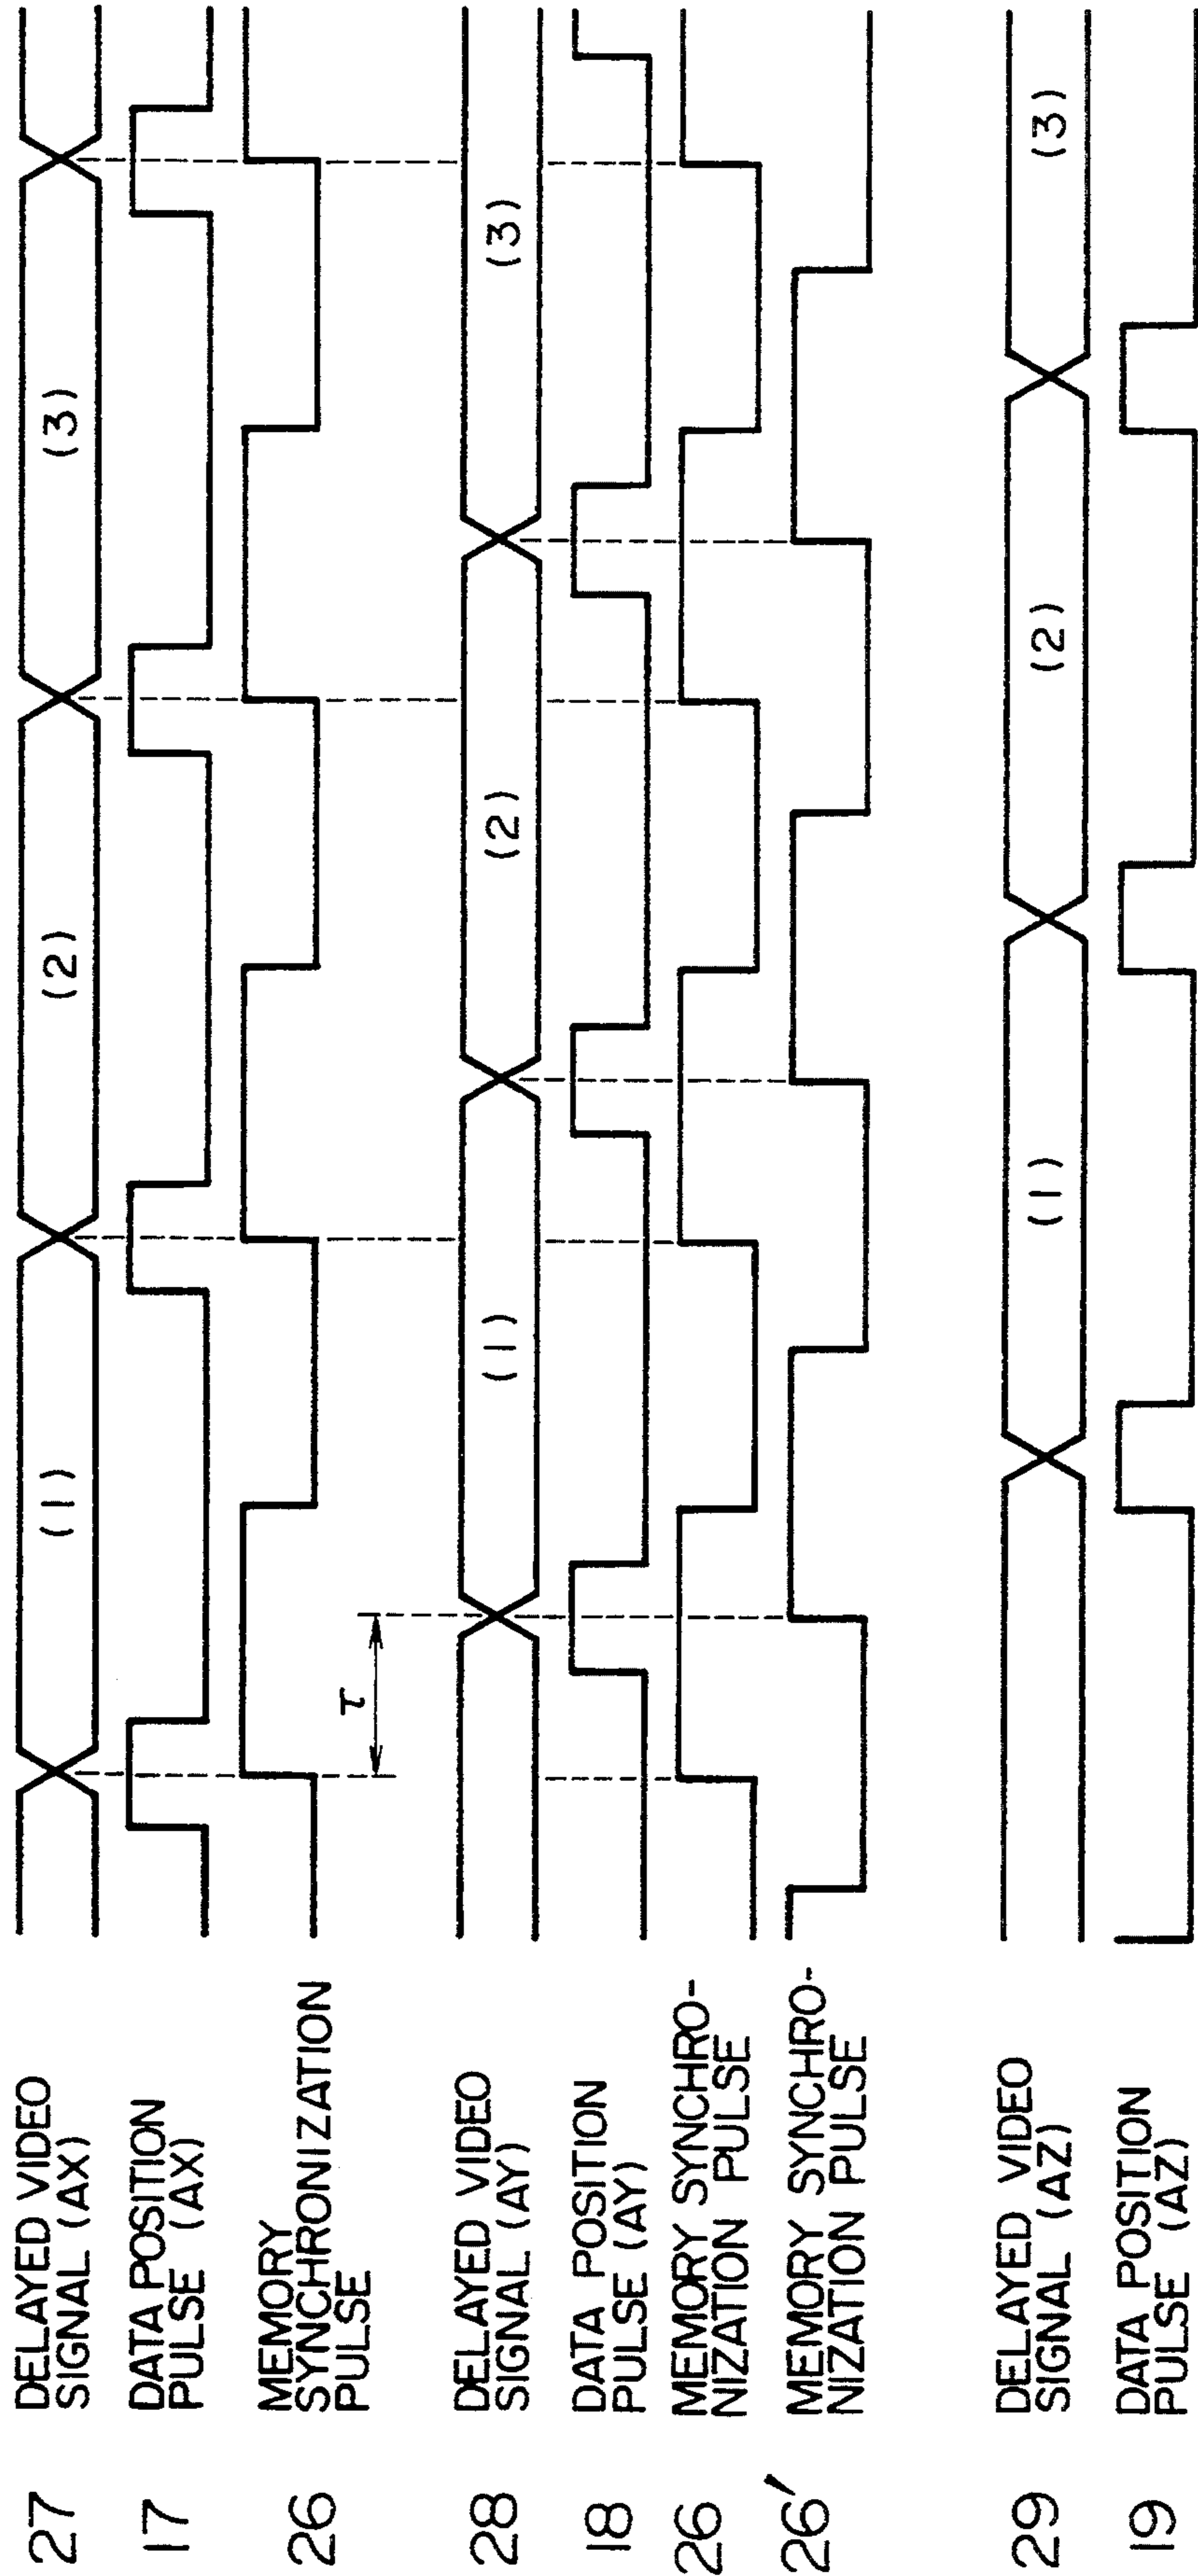 27 DELAYED VIDEO
SIGNAL (AX)
(1) (2) (3)
17 DATA POSITION
PULSE (AX)
26 MEMORY
SYNCHRONIZATION
PULSE
τ
28 DELAYED VIDEO
SIGNAL (AY)
(1) (2) (3)
18 DATA POSITION
PULSE (AY)
26 MEMORY SYNCHRO-
NIZATION PULSE
26' MEMORY SYNCHRO-
NIZATION PULSE
29 DELAYED VIDEO
SIGNAL (AZ)
(1) (2) (3)
19 DATA POSITION
PULSE (AZ)